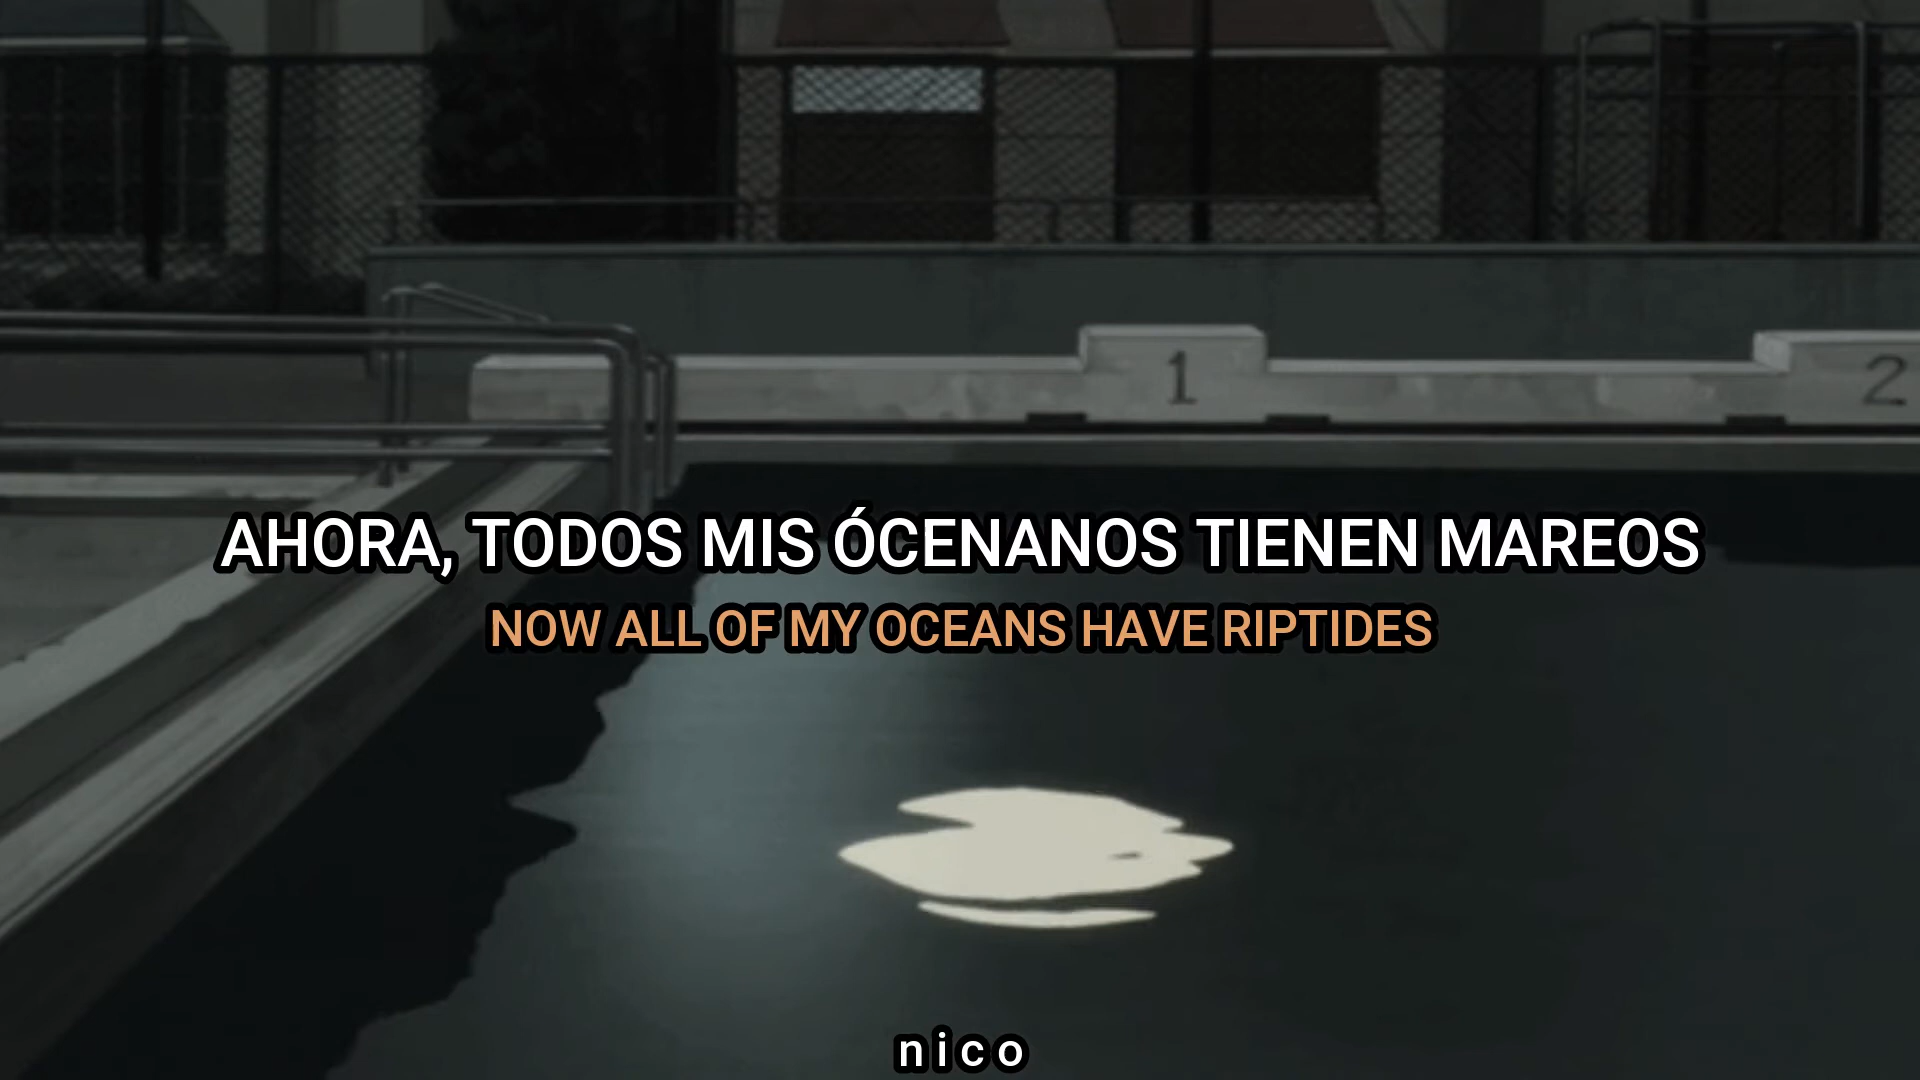 1
2
AHORA, TODOS MIS ÓCENANOS TIENEN MAREOS
NOW ALL OF MY OCEANS HAVE RIPTIDES
nico